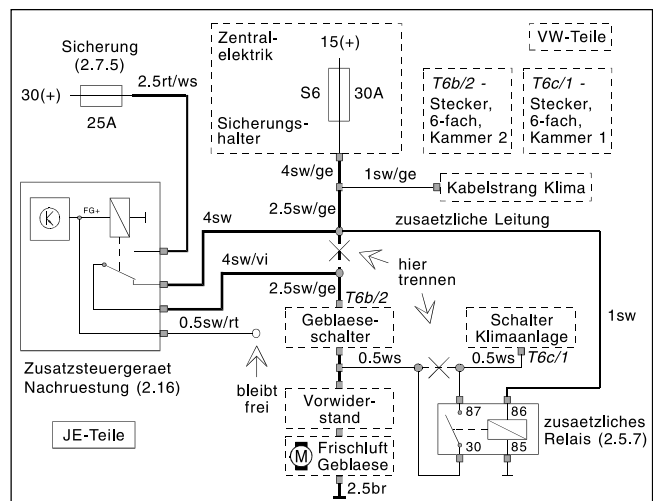 Sicherung
(2.7.5)
2.5rt/ws
30(+)
25A
Zentral-
elektrik
15(+)
S6
30A
Sicherungs-
halter
VW-Teile
T6b/2 -
Stecker,
6-fach,
Kammer 2
T6c/1 -
Stecker,
6-fach,
Kammer 1
4sw/ge
1sw/ge
Kabelstrang Klima
2.5sw/ge
zusaetzliche Leitung
K
FG+
4sw
4sw/vi
2.5sw/ge
T6b/2
hier
trennen
1sw
0.5sw/rt
Geblaese-
schalter
Schalter
Klimaanlage
0.5ws
0.5ws
T6c/1
Zusatzsteuergeraet
Nachruestung (2.16)
bleibt
frei
Vorwider-
stand
87
86
30
85
zusaetzliches
Relais (2.5.7)
JE-Teile
M
Frischluft
Geblaese
2.5br